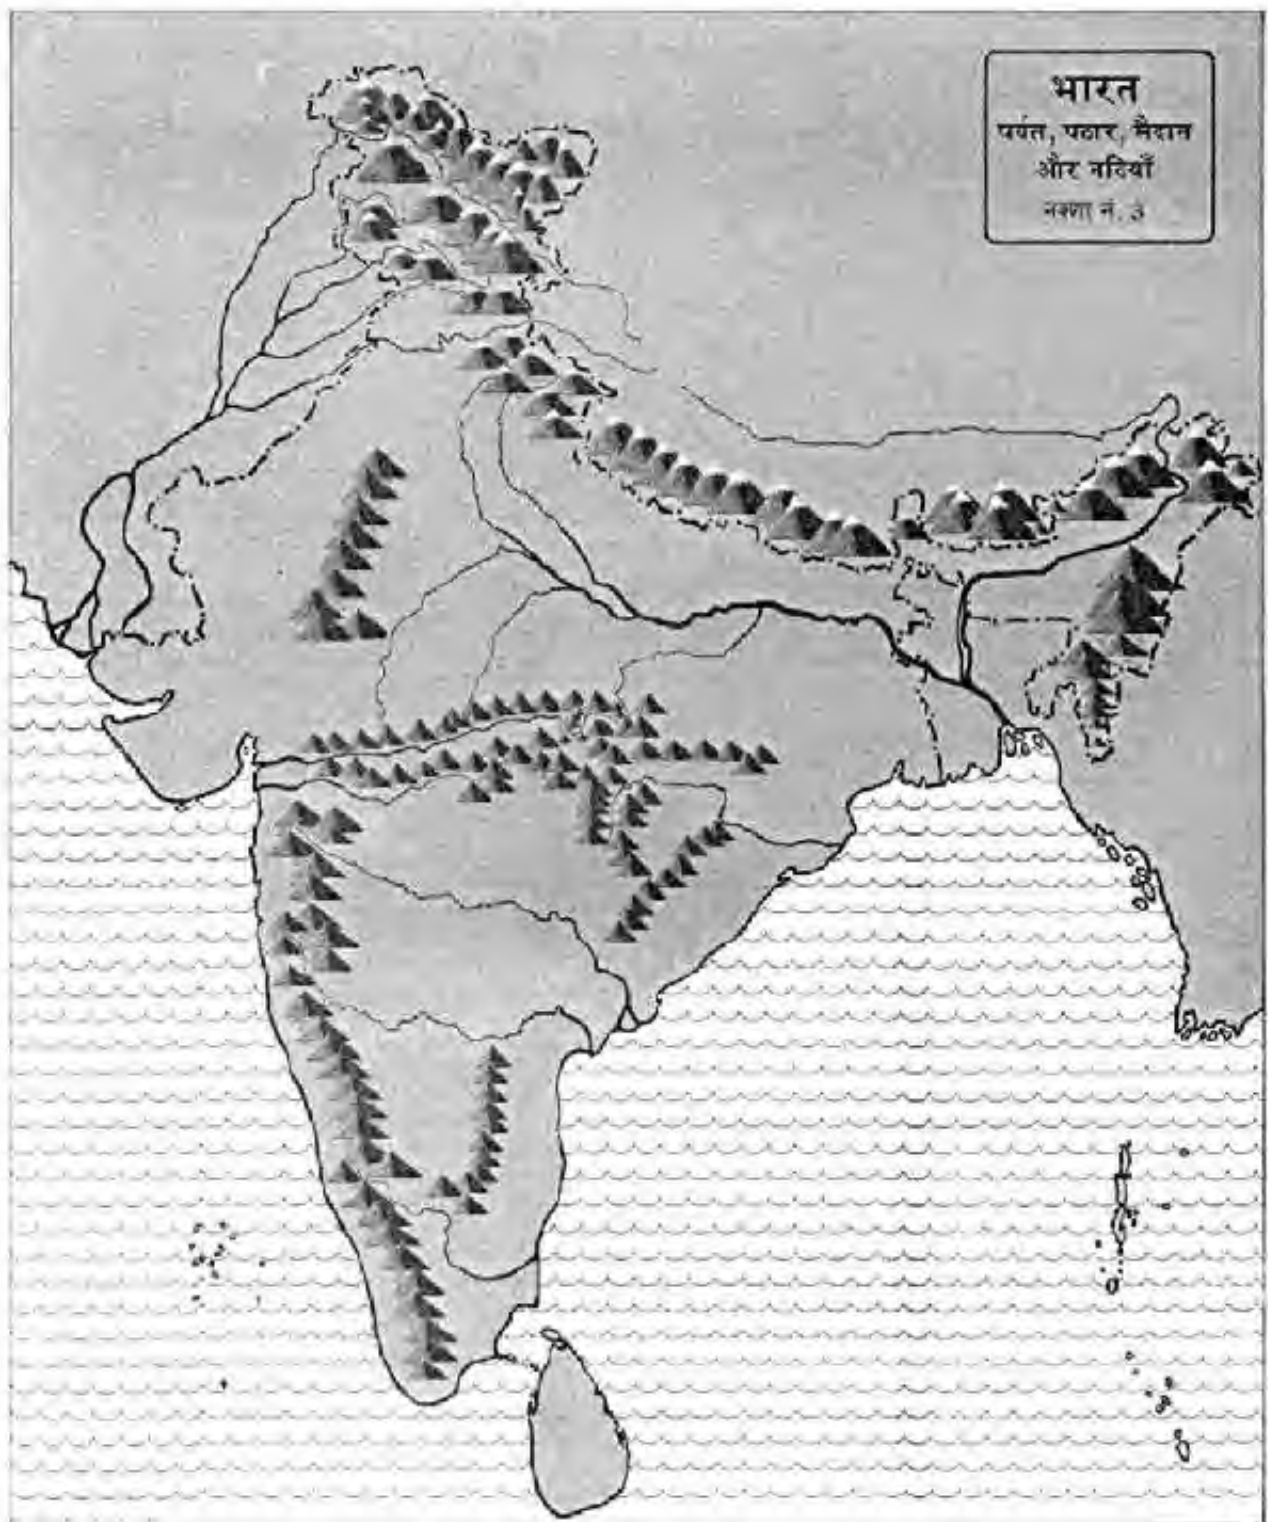 भारत
पर्वत, पठार, मैदान
और नदियाँ
नक्शा नं. 3